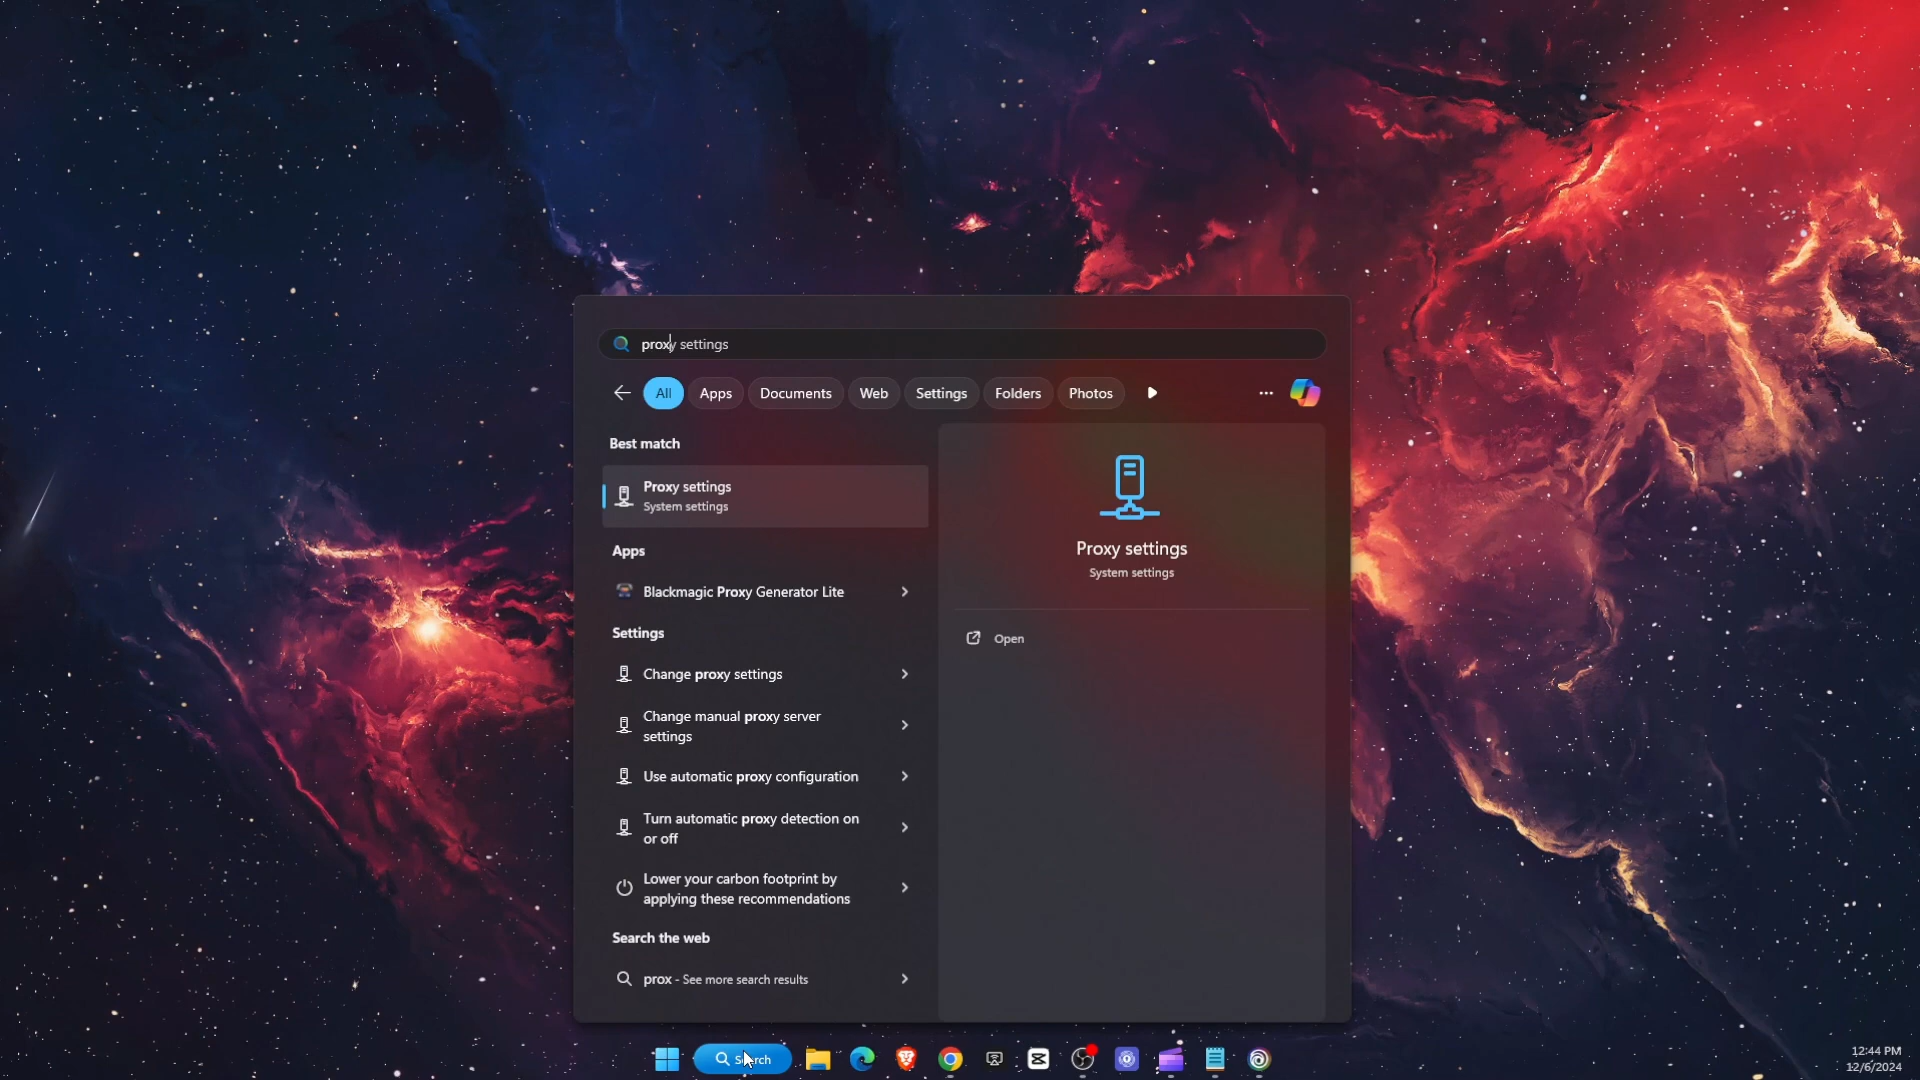 proxy settings
All Apps Documents Web Settings Folders Photos
Best match
Proxy settings
System settings
Apps
Blackmagic Proxy Generator Lite
Settings
Change proxy settings
Change manual proxy server
settings
Use automatic proxy configuration
Turn automatic proxy detection on
or off
Lower your carbon footprint by
applying these recommendations
Search the web
prox - See more search results
Proxy settings
System settings
Open
Search
12:44 PM
12/6/2024